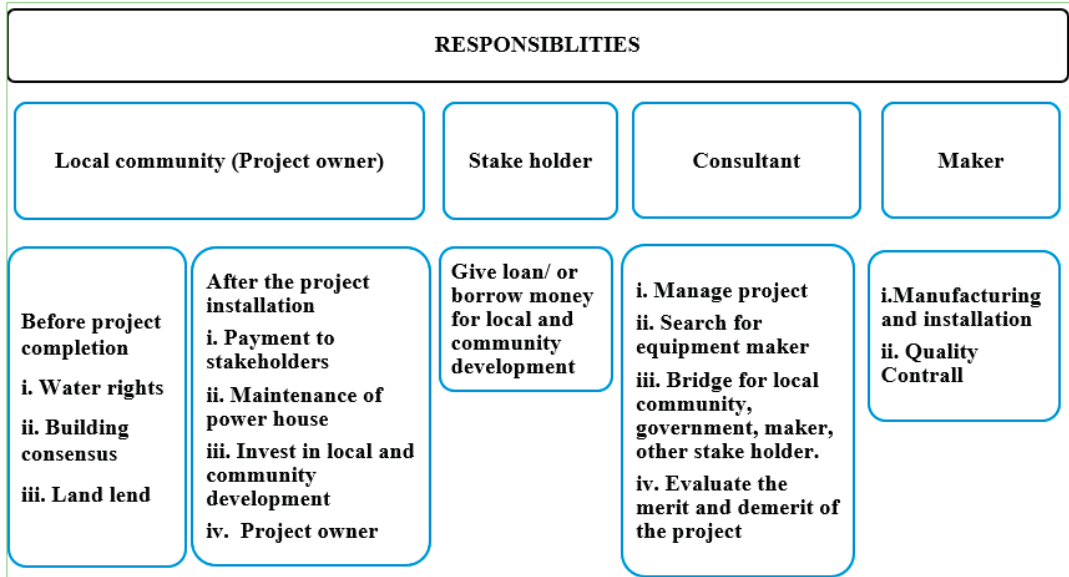 RESPONSIBLITIES
Local community (Project owner)
Stake holder
Consultant
Maker
Before project
completion
i. Water rights
ii. Building
consensus
iii. Land lend
After the project
installation
i. Payment to
stakeholders
ii. Maintenance of
power house
iii. Invest in local and
community
development
iv. Project owner
Give loan/ or
borrow money
for local and
community
development
i. Manage project
ii. Search for
equipment maker
iii. Bridge for local
community,
government, maker,
other stake holder.
iv. Evaluate the
merit and demerit of
the project
i.Manufacturing
and installation
ii. Quality
Contrall